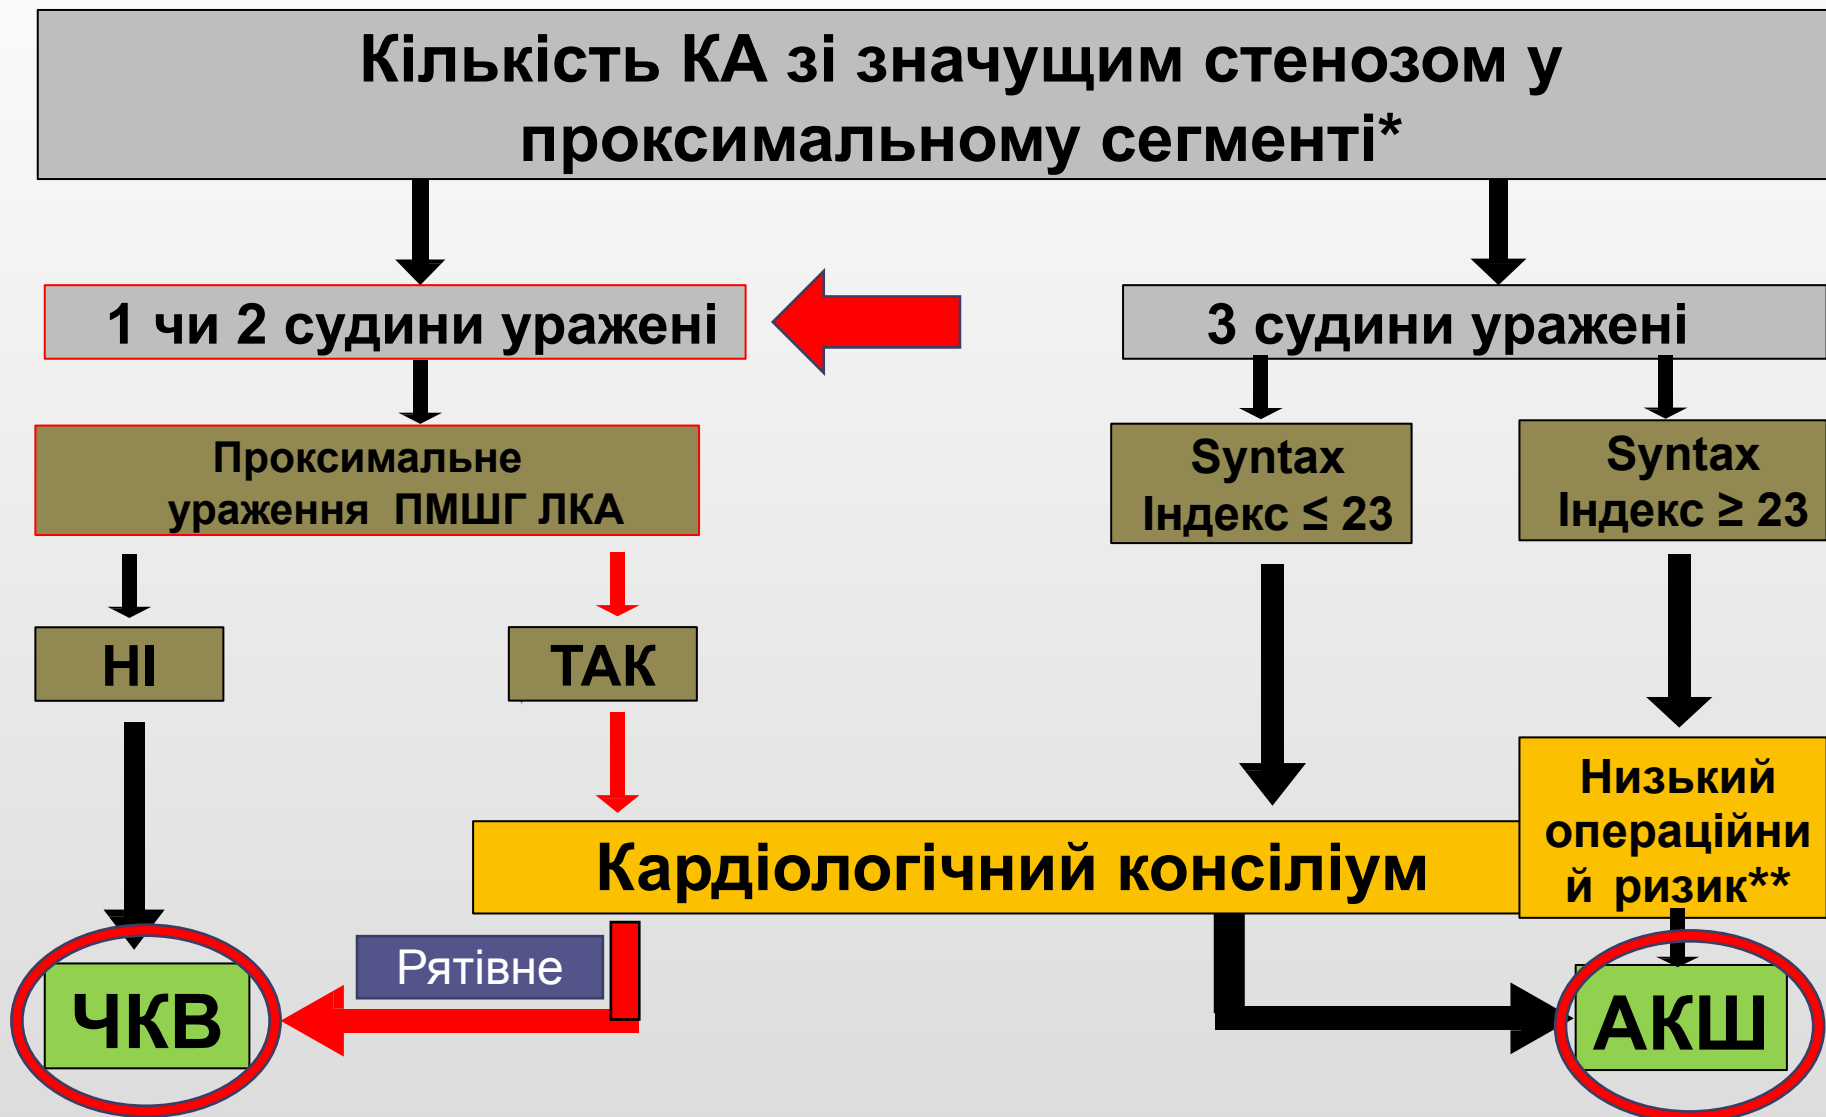 Кількість КА зі значущим стенозом у
проксимальному сегменті*
1 чи 2 судини уражені
3 судини уражені
Проксимальне
ураження ПМШГ ЛКА
Syntax
Індекс ≤ 23
Syntax
Індекс ≥ 23
НІ
ТАК
Низький
операційни
й ризик**
Кардіологічний консіліум
Рятівне
ЧКВ
АКШ